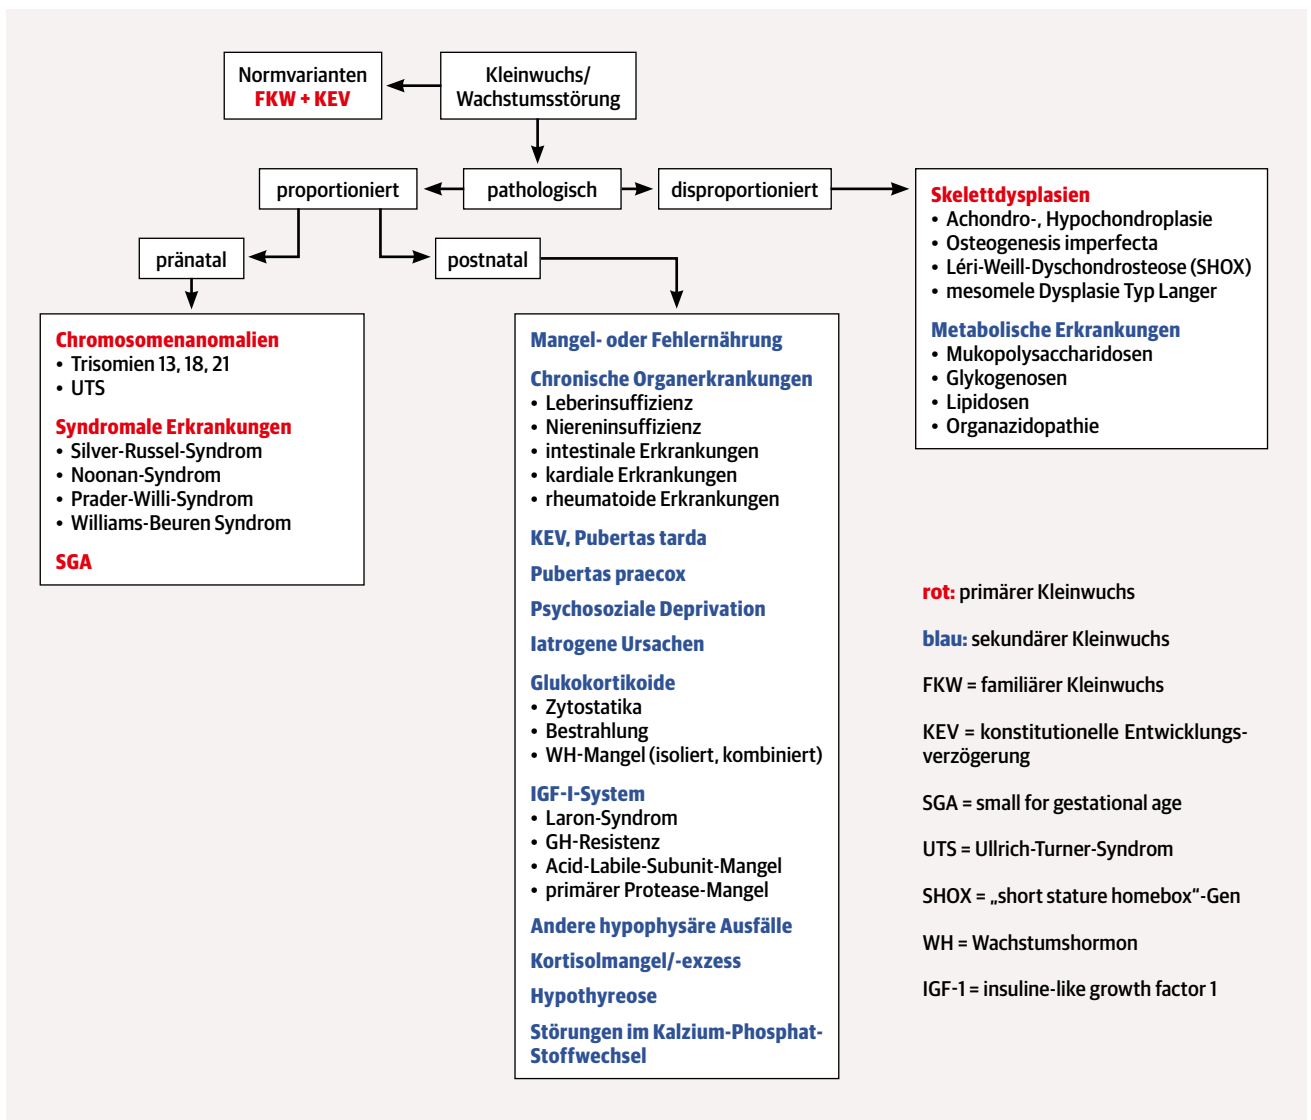 Normvarianten
FKW + KEV
Kleinwuchs/
Wachstumsstörung
proportioniert
pathologisch
disproportioniert
pränatal
postnatal
Chromosomenanomalien
• Trisomien 13, 18, 21
• UTS
Syndromale Erkrankungen
• Silver-Russel-Syndrom
• Noonan-Syndrom
• Prader-Willi-Syndrom
• Williams-Beuren Syndrom
SGA
Mangel- oder Fehlernährung
Chronische Organerkrankungen
• Leberinsuffizienz
• Niereninsuffizienz
• intestinale Erkrankungen
• kardiale Erkrankungen
• rheumatoide Erkrankungen
KEV, Pubertas tarda
Pubertas praecox
Psychosoziale Deprivation
Iatrogene Ursachen
Glukokortikoide
• Zytostatika
• Bestrahlung
• WH-Mangel (isoliert, kombiniert)
IGF-I-System
• Laron-Syndrom
• GH-Resistenz
• Acid-Labile-Subunit-Mangel
• primärer Protease-Mangel
Andere hypophysäre Ausfälle
Kortisolmangel/-exzess
Hypothyreose
Störungen im Kalzium-Phosphat-
Stoffwechsel
Skelettdysplasien
• Achondro-, Hypochondroplasie
• Osteogenesis imperfecta
• Léri-Weill-Dyschondrosteose (SHOX)
• mesomele Dysplasie Typ Langer
Metabolische Erkrankungen
• Mukopolysaccharidosen
• Glykogenosen
• Lipidosen
• Organazidopathie
rot: primärer Kleinwuchs
blau: sekundärer Kleinwuchs
FKW = familiärer Kleinwuchs
KEV = konstitutionelle Entwicklungs-
verzögerung
SGA = small for gestational age
UTS = Ullrich-Turner-Syndrom
SHOX = „short stature homebox“-Gen
WH = Wachstumshormon
IGF-1 = insuline-like growth factor 1